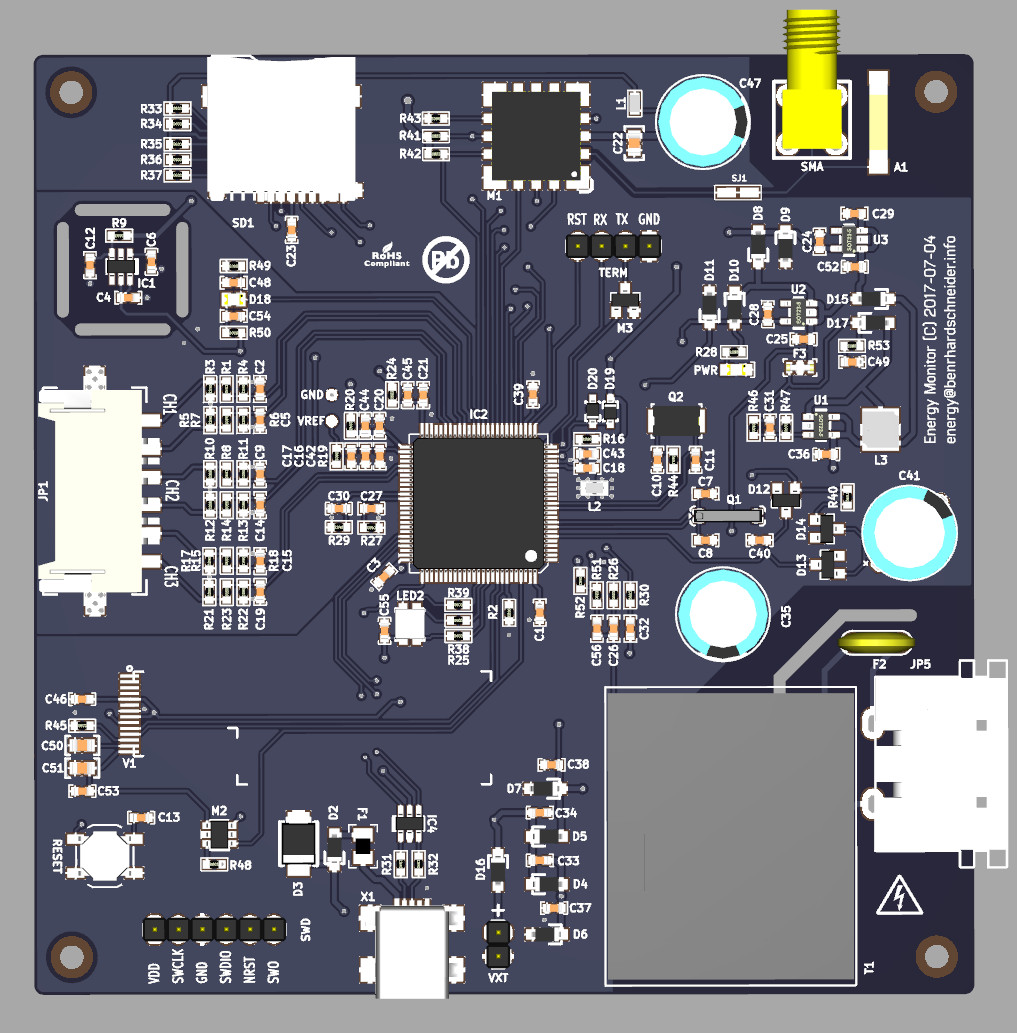 C47
SMA
A1
L1
C22
R33
R34
R35
R36
R37
SD1
C23
R43
R41
R42
M1
SJ1
RoHS
Compliant
Pb
RST RX TX GND
TERM
M3
C12
R9
C6
IC1
C4
R49
C48
D18
C54
R50
D8
D9
C24
C29
U3
C52
D11
D10
C28
U2
C25
D15
D17
R28
PWR
F3
R53
C49
Energy Monitor (C) 2017-07-04
energy@bernhardschneider.info
R3
R1
R4
C2
R5
R7
R6
C5
CH1
R10
R8
R11
C9
CH2
R12
R14
R13
C14
R17
R15
R18
C15
CH3
R21
R23
R22
C19
JP1
GND
VREF
R24
C45
C21
R20
C44
C20
C17
C16
C42
R19
C39
IC2
D20
D19
R16
C43
C18
L2
Q2
C10
R44
C11
R46
C31
R47
U1
C36
L3
C30
C27
R29
R27
C3
C7
Q1
C8
C40
D12
R40
D14
D13
C41
C55
LED2
R39
R38
R25
R2
C1
R52
R51
R26
R30
C56
C26
C32
C35
F2
JP5
C46
R45
C50
C51
C53
V1
C13
RESET
M2
R48
D3
D2
F1
IC4
R31
R32
X1
D16
+
VXT
C38
D7
C34
D5
C33
D4
C37
D6
T1
SWD
VDD
SWCLK
GND
SWDIO
NRST
SWO